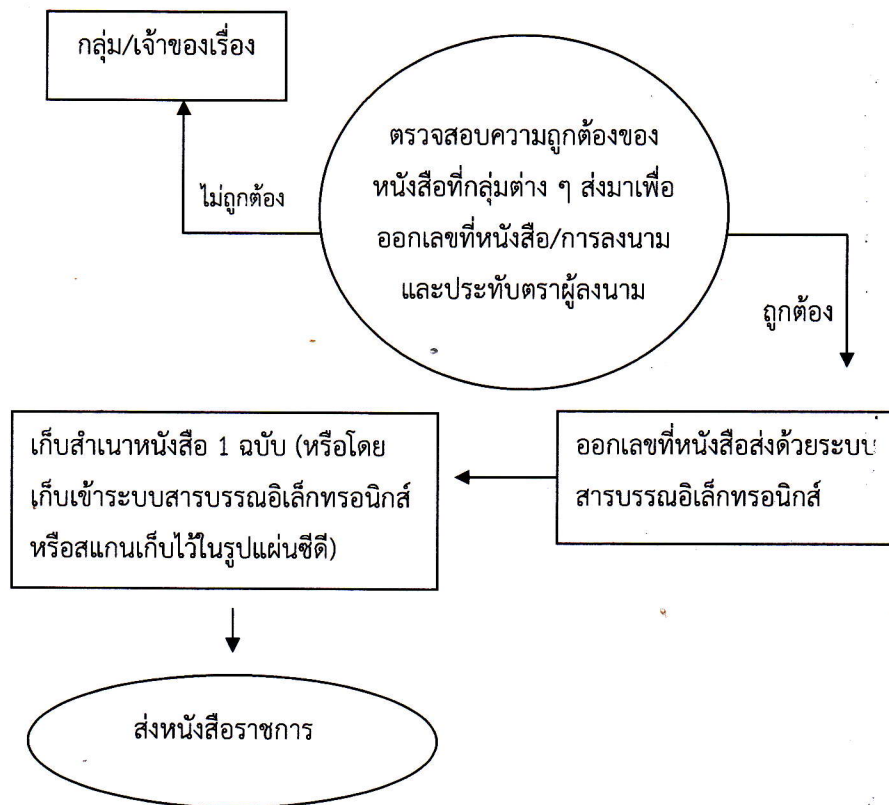 กลุ่ม/เจ้าของเรื่อง
ตรวจสอบความถูกต้องของ
หนังสือที่กลุ่มต่าง ๆ ส่งมาเพื่อ
ออกเลขที่หนังสือ/การลงนาม
และประทับตราผู้ลงนาม
ไม่ถูกต้อง
ถูกต้อง
ออกเลขที่หนังสือส่งด้วยระบบ
สารบรรณอิเล็กทรอนิกส์
เก็บสำเนาหนังสือ 1 ฉบับ (หรือโดย
เก็บเข้าระบบสารบรรณอิเล็กทรอนิกส์
หรือสแกนเก็บไว้ในรูปแผ่นซีดี)
ส่งหนังสือราชการ